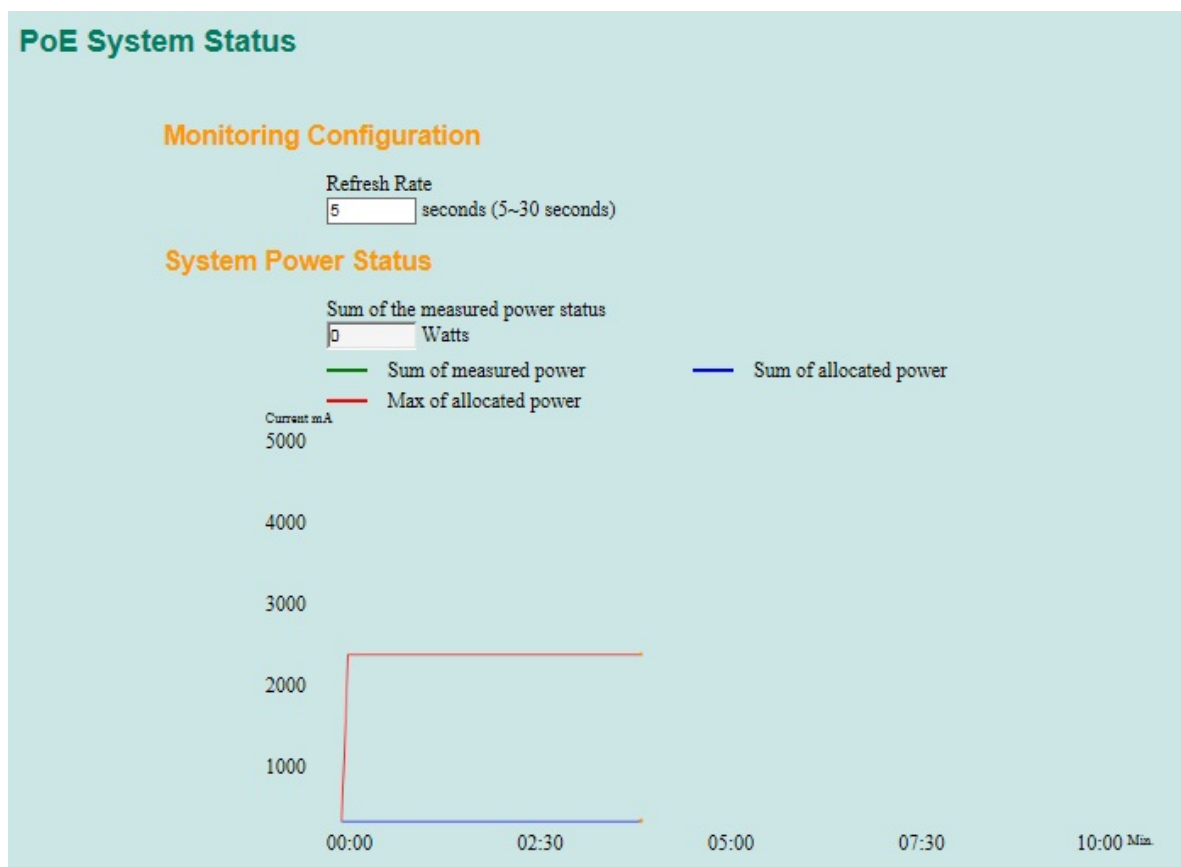 PoE System Status
Monitoring Configuration
Refresh Rate
5 seconds (5~30 seconds)
System Power Status
Sum of the measured power status
0 Watts
Sum of measured power Sum of allocated power
Max of allocated power
Current mA
5000
4000
3000
2000
1000
00:00 02:30 05:00 07:30 10:00 Min.